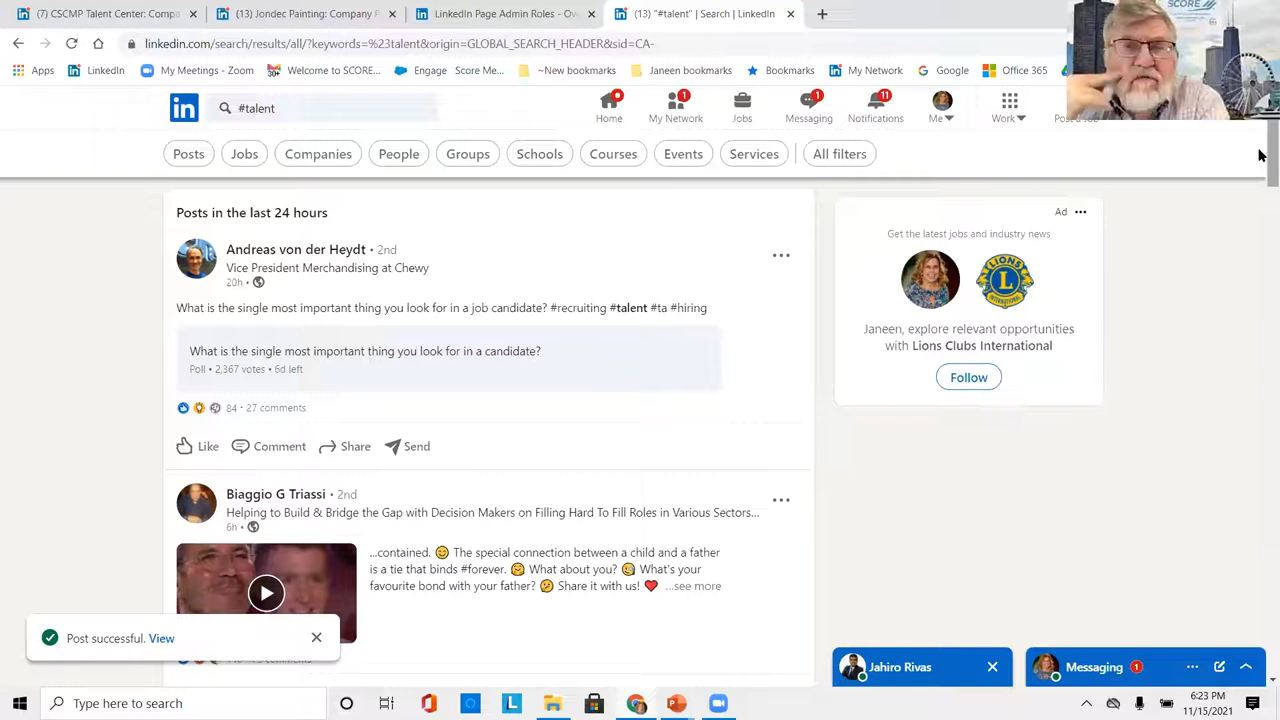 (7) CSCMP Talent Center: Comp
(13) Jondec Painting: Company
LinkedIn Page Admin Roles - Ov
(13) "#talent" | Search | LinkedIn
linkedin.com/search/results/all/?keywords=%23talent&origin=GLOBAL_SEARCH_HEADER&sid=CA~
Apps
LinkedIn
My Meetings - Zoom
Welcome to SCORE...
Engage - Score Me...
~New bookmarks
Janeen bookmarks
Bookmarks
My Network
Google
Office 365
SCORE
#talent
Home
My Network
Jobs
Messaging
Notifications
Me
Work
Post a Job
1
1
11
Posts
Jobs
Companies
People
Groups
Schools
Courses
Events
Services
All filters
Posts in the last 24 hours
Andreas von der Heydt • 2nd
Vice President Merchandising at Chewy
20h •
What is the single most important thing you look for in a job candidate? #recruiting #talent #ta #hiring
What is the single most important thing you look for in a candidate?
Poll • 2,367 votes • 6d left
84 • 27 comments
Like
Comment
Share
Send
Biaggio G Triassi • 2nd
Helping to Build & Bridge the Gap with Decision Makers on Filling Hard To Fill Roles in Various Sectors...
6h •
...contained. 😊 The special connection between a child and a father
is a tie that binds #forever. 🤗 What about you? 🤔 What's your
favourite bond with your father? 🤔 Share it with us! ❤️ ...see more
Ad •••
Get the latest jobs and industry news
LIONS
L
INTERNATIONAL
Janeen, explore relevant opportunities
with Lions Clubs International
Follow
Post successful. View
Jahiro Rivas
Messaging 1
Type here to search
6:23 PM
11/15/2021